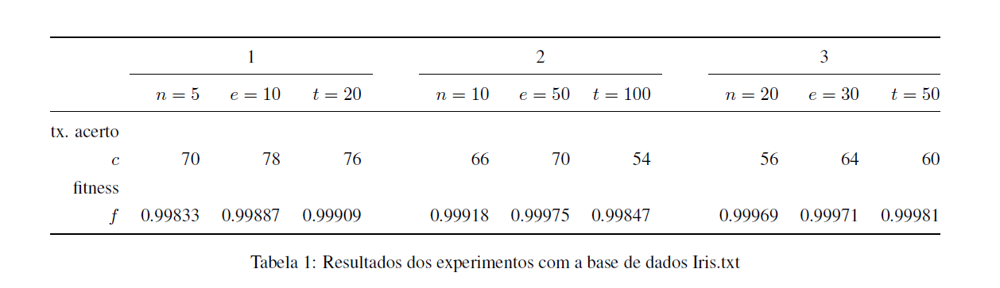 1 2 3
n = 5 e = 10 t = 20 n = 10 e = 50 t = 100 n = 20 e = 30 t = 50
tx. acerto
c 70 78 76 66 70 54 56 64 60
fitness
f 0.99833 0.99887 0.99909 0.99918 0.99975 0.99847 0.99969 0.99971 0.99981
Tabela 1: Resultados dos experimentos com a base de dados Iris.txt